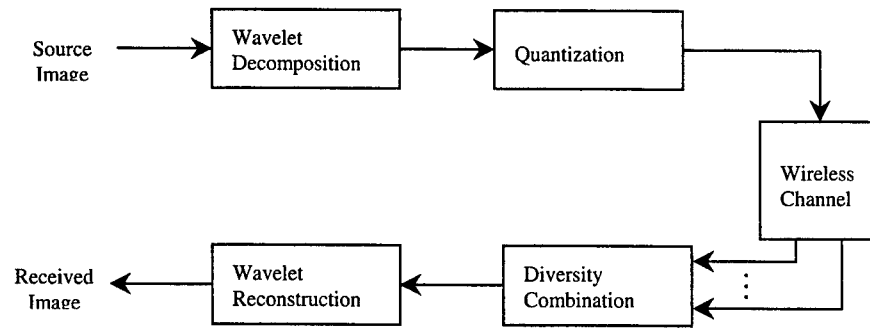 Source
Image
Wavelet
Decomposition
Quantization
Wireless
Channel
Received
Image
Wavelet
Reconstruction
Diversity
Combination